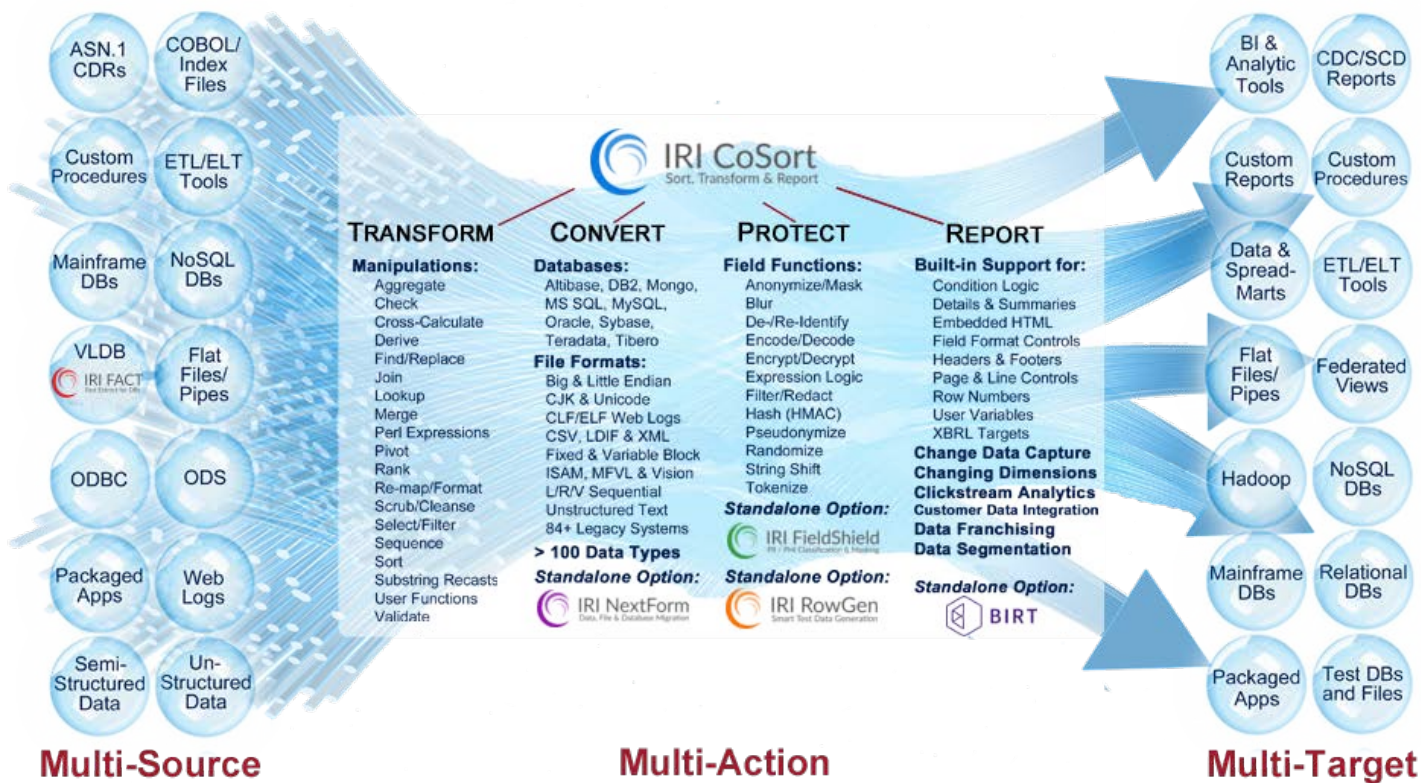 ASN.1
CDRs
COBOL/
Index
Files
Custom
Procedures
ETL/ELT
Tools
Mainframe
DBs
NoSQL
DBs
VLDB
IRI FACT
Flat
Files/
Pipes
ODBC
ODS
Packaged
Apps
Web
Logs
Semi-
Structured
Data
Un-
Structured
Data
Multi-Source
IRI CoSort
Sort, Transform & Report
TRANSFORM
Manipulations:
Aggregate
Check
Cross-Calculate
Derive
Find/Replace
Join
Lookup
Merge
Perl Expressions
Pivot
Rank
Re-map/Format
Scrub/Cleanse
Select/Filter
Sequence
Sort
Substring Recasts
User Functions
Validate
CONVERT
Databases:
Altibase, DB2, Mongo,
MS SQL, MySQL,
Oracle, Sybase,
Teradata, Tibero
File Formats:
Big & Little Endian
CJK & Unicode
CLF/ELF Web Logs
CSV, LDIF & XML
Fixed & Variable Block
ISAM, MFVL & Vision
L/R/V Sequential
Unstructured Text
84+ Legacy Systems
> 100 Data Types
Standalone Option:
IRI NextForm
Data, File & Database Migration
PROTECT
Field Functions:
Anonymize/Mask
Blur
De-/Re-Identify
Encode/Decode
Encrypt/Decrypt
Expression Logic
Filter/Redact
Hash (HMAC)
Pseudonymize
Randomize
String Shift
Tokenize
Standalone Option:
IRI FieldShield
PII / PHI Classification & Masking
Standalone Option:
IRI RowGen
Smart Test Data Generation
REPORT
Built-in Support for:
Condition Logic
Details & Summaries
Embedded HTML
Field Format Controls
Headers & Footers
Page & Line Controls
Row Numbers
User Variables
XBRL Targets
Change Data Capture
Changing Dimensions
Clickstream Analytics
Customer Data Integration
Data Franchising
Data Segmentation
Standalone Option:
BIRT
Multi-Action
BI &
Analytic
Tools
CDC/SCD
Reports
Custom
Reports
Custom
Procedures
Data &
Spread-
Marts
ETL/ELT
Tools
Flat
Files/
Pipes
Federated
Views
Hadoop
NoSQL
DBs
Mainframe
DBs
Relational
DBs
Packaged
Apps
Test DBs
and Files
Multi-Target